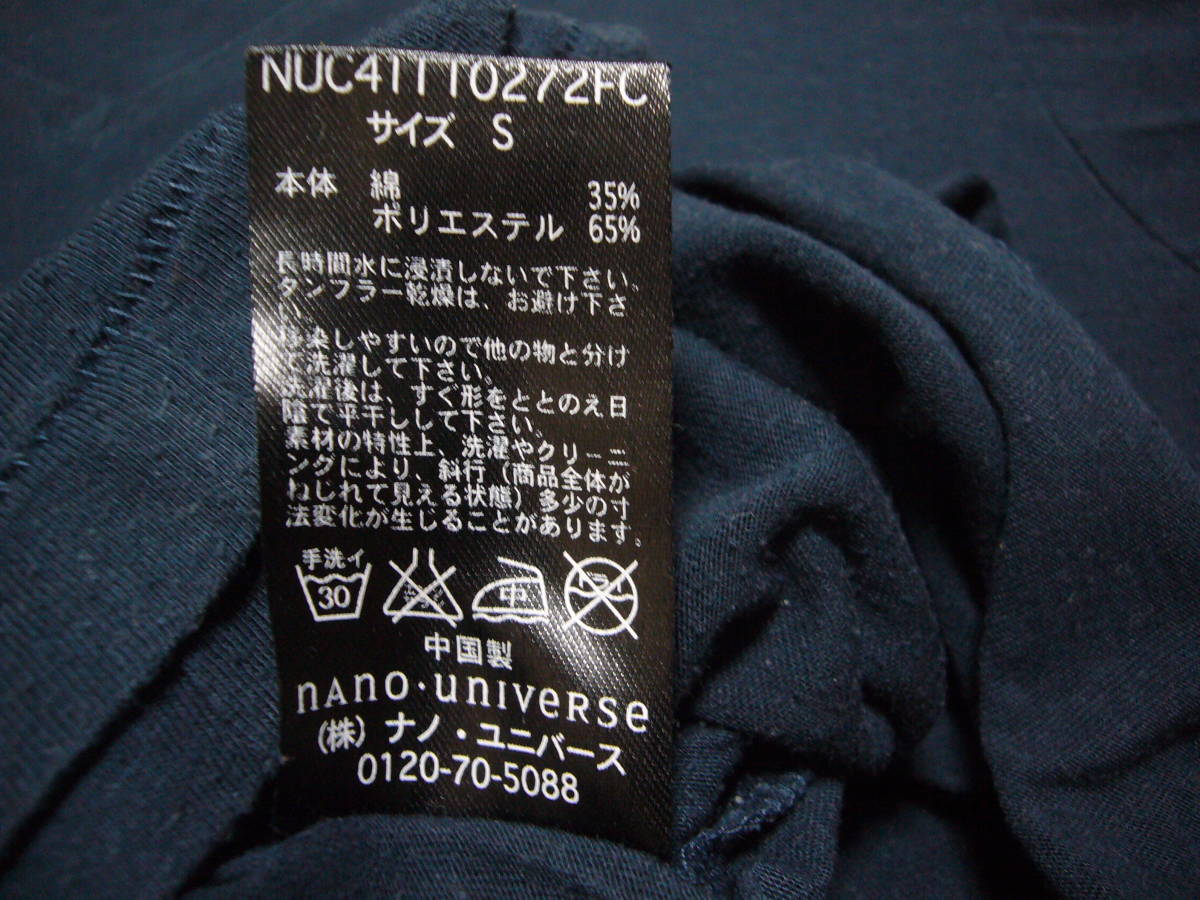 サイズ S
本体 綿 35%
ポリエステル 65%
長時間水に浸漬しないで下さい。
タンブラー乾燥は、お避け下さ
染しやすいので他の物と分け
て洗濯して下さい。
洗濯後は、すぐ形をととのえ日
陰で平干しして下さい。
素材の特性上、洗濯やクリーニ
ングにより、斜行(商品全体が
ねじれて見える状態)多少の寸
法変化が生じることがあります。
手洗イ
30
中
ドライ
中国製
nano・universe
(株)ナノ・ユニバース
0120-70-5088